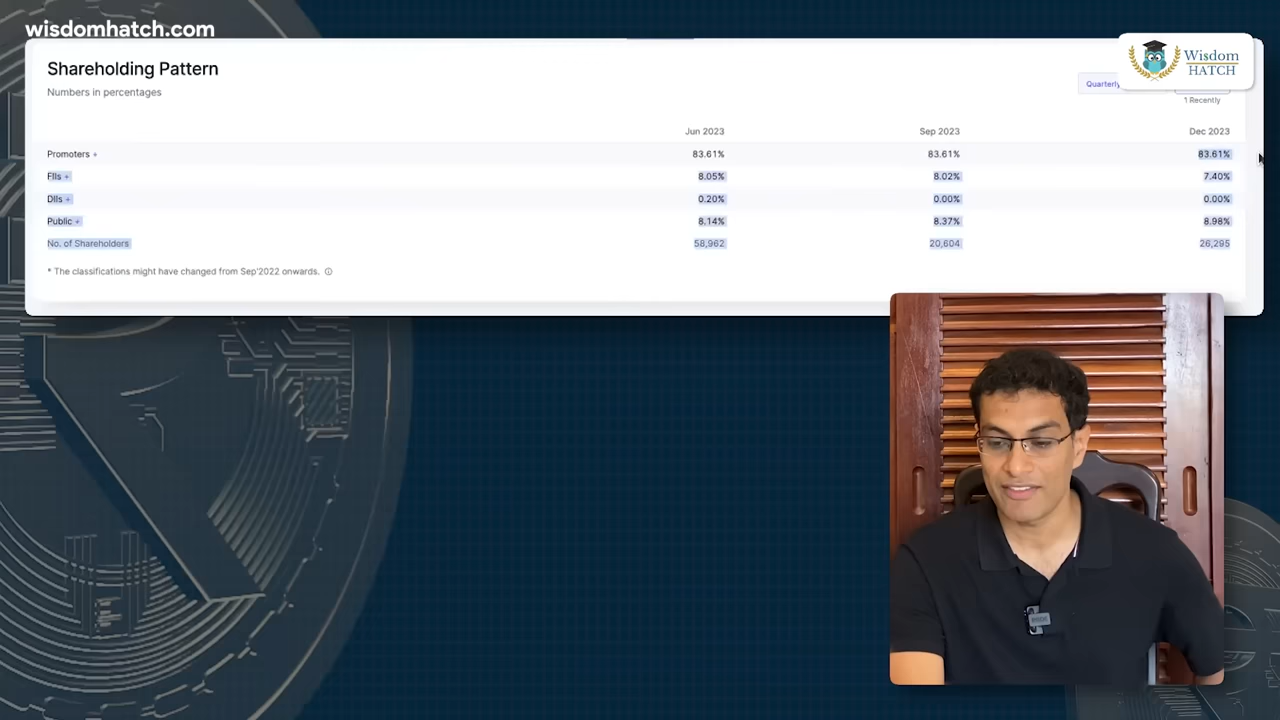 wisdomhatch.com
Wisdom
HATCH
Shareholding Pattern
Numbers in percentages
Quarterly
1 Recently
Jun 2023 Sep 2023 Dec 2023
Promoters + 83.61% 83.61% 83.61%
FIIs + 8.05% 8.02% 7.40%
DIIs + 0.20% 0.00% 0.00%
Public + 8.14% 8.37% 8.98%
No. of Shareholders 58,962 20,604 26,295
* The classifications might have changed from Sep'2022 onwards.